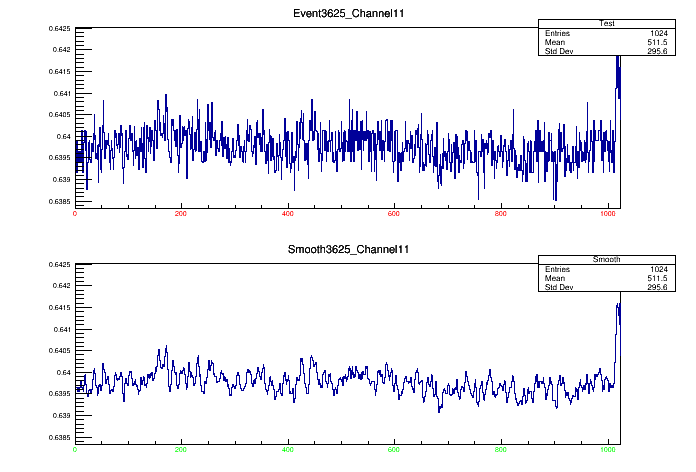 Event3625_Channel11
Test
Entries 1024
Mean 511.5
Std Dev 295.6
0.6425
0.642
0.6415
0.641
0.6405
0.64
0.6395
0.639
0.6385
0 200 400 600 800 1000
Smooth3625_Channel11
Smooth
Entries 1024
Mean 511.5
Std Dev 295.6
0.6425
0.642
0.6415
0.641
0.6405
0.64
0.6395
0.639
0.6385
0 200 400 600 800 1000